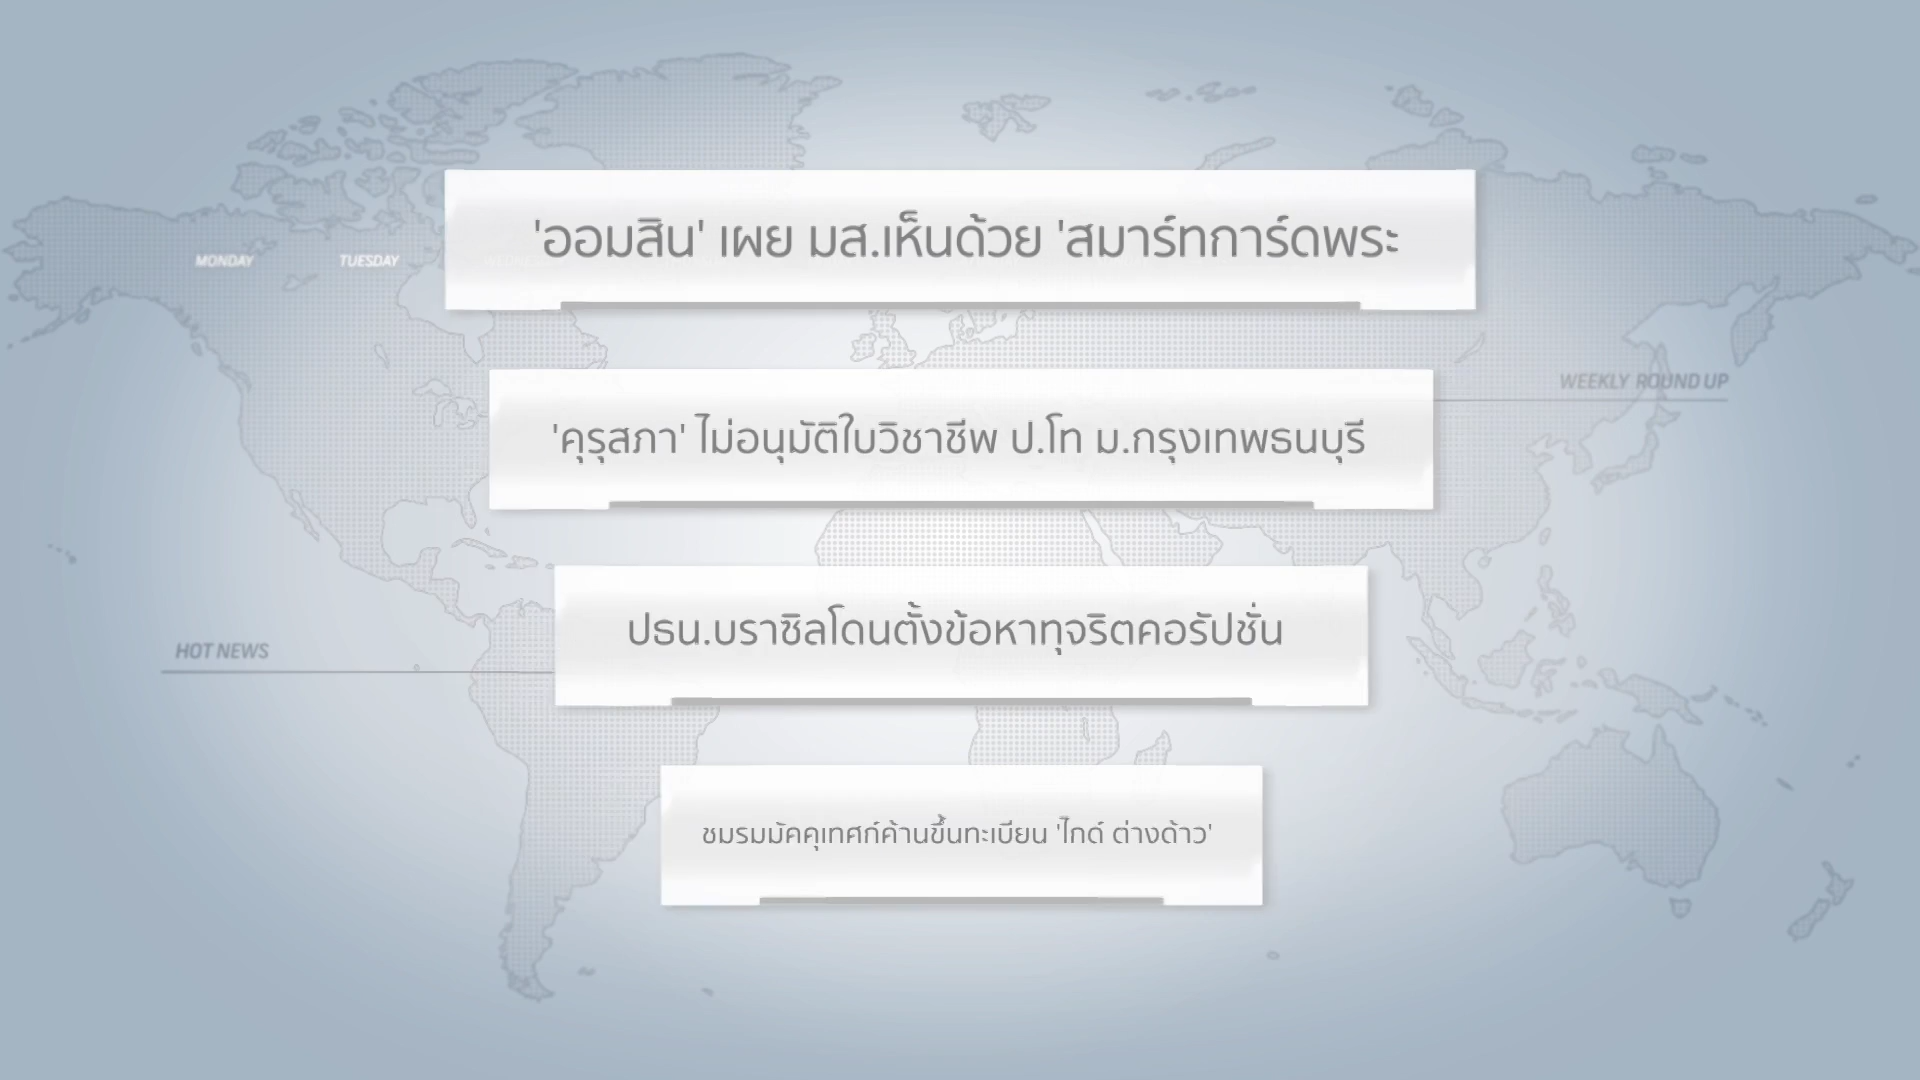 'ออมสิน' เผย มส.เห็นด้วย 'สมาร์ทการ์ดพระ
MONDAY TUESDAY WEDNESDAY
WEEKLY ROUND UP
'คุรุสภา' ไม่อนุมัติใบวิชาชีพ ป.โท ม.กรุงเทพธนบุรี
ปธน.บราซิลโดนตั้งข้อหาทุจริตคอรัปชั่น
HOT NEWS
ชมรมมัคคุเทศก์ค้านขึ้นทะเบียน 'ไกด์ ต่างด้าว'